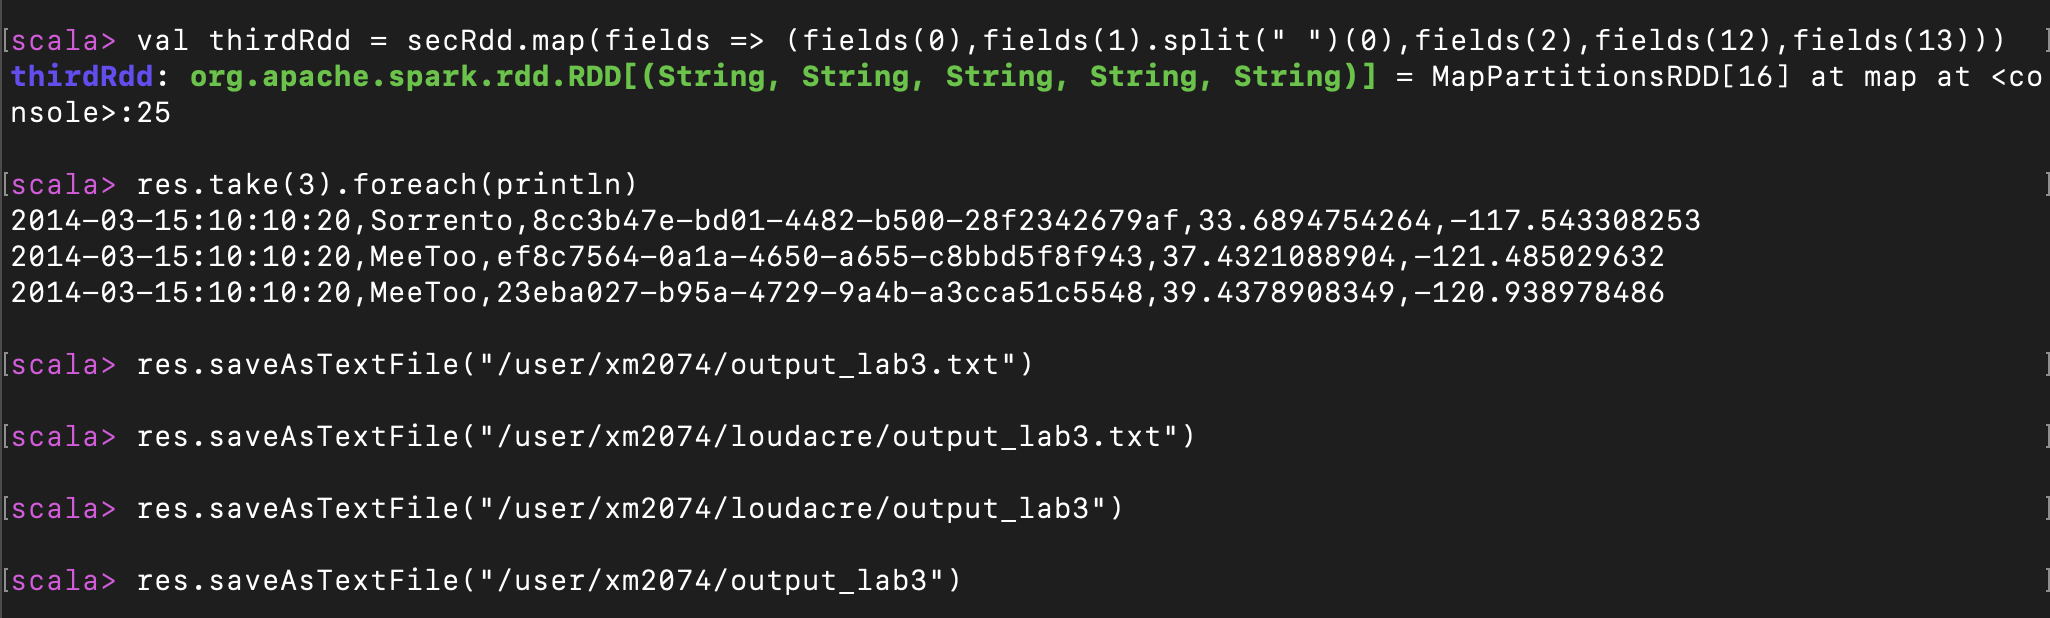 [scala> val thirdRdd = secRdd.map(fields => (fields(0),fields(1).split(" ")(0),fields(2),fields(12),fields(13))) ]
thirdRdd: org.apache.spark.rdd.RDD[(String, String, String, String, String)] = MapPartitionsRDD[16] at map at <co
nsole>:25
[scala> res.take(3).foreach(println) ]
2014-03-15:10:10:20,Sorrento,8cc3b47e-bd01-4482-b500-28f2342679af,33.6894754264,-117.543308253
2014-03-15:10:10:20,MeeToo,ef8c7564-0a1a-4650-a655-c8bbd5f8f943,37.4321088904,-121.485029632
2014-03-15:10:10:20,MeeToo,23eba027-b95a-4729-9a4b-a3cca51c5548,39.4378908349,-120.938978486
[scala> res.saveAsTextFile("/user/xm2074/output_lab3.txt") ]
[scala> res.saveAsTextFile("/user/xm2074/loudacre/output_lab3.txt") ]
[scala> res.saveAsTextFile("/user/xm2074/loudacre/output_lab3") ]
[scala> res.saveAsTextFile("/user/xm2074/output_lab3") ]